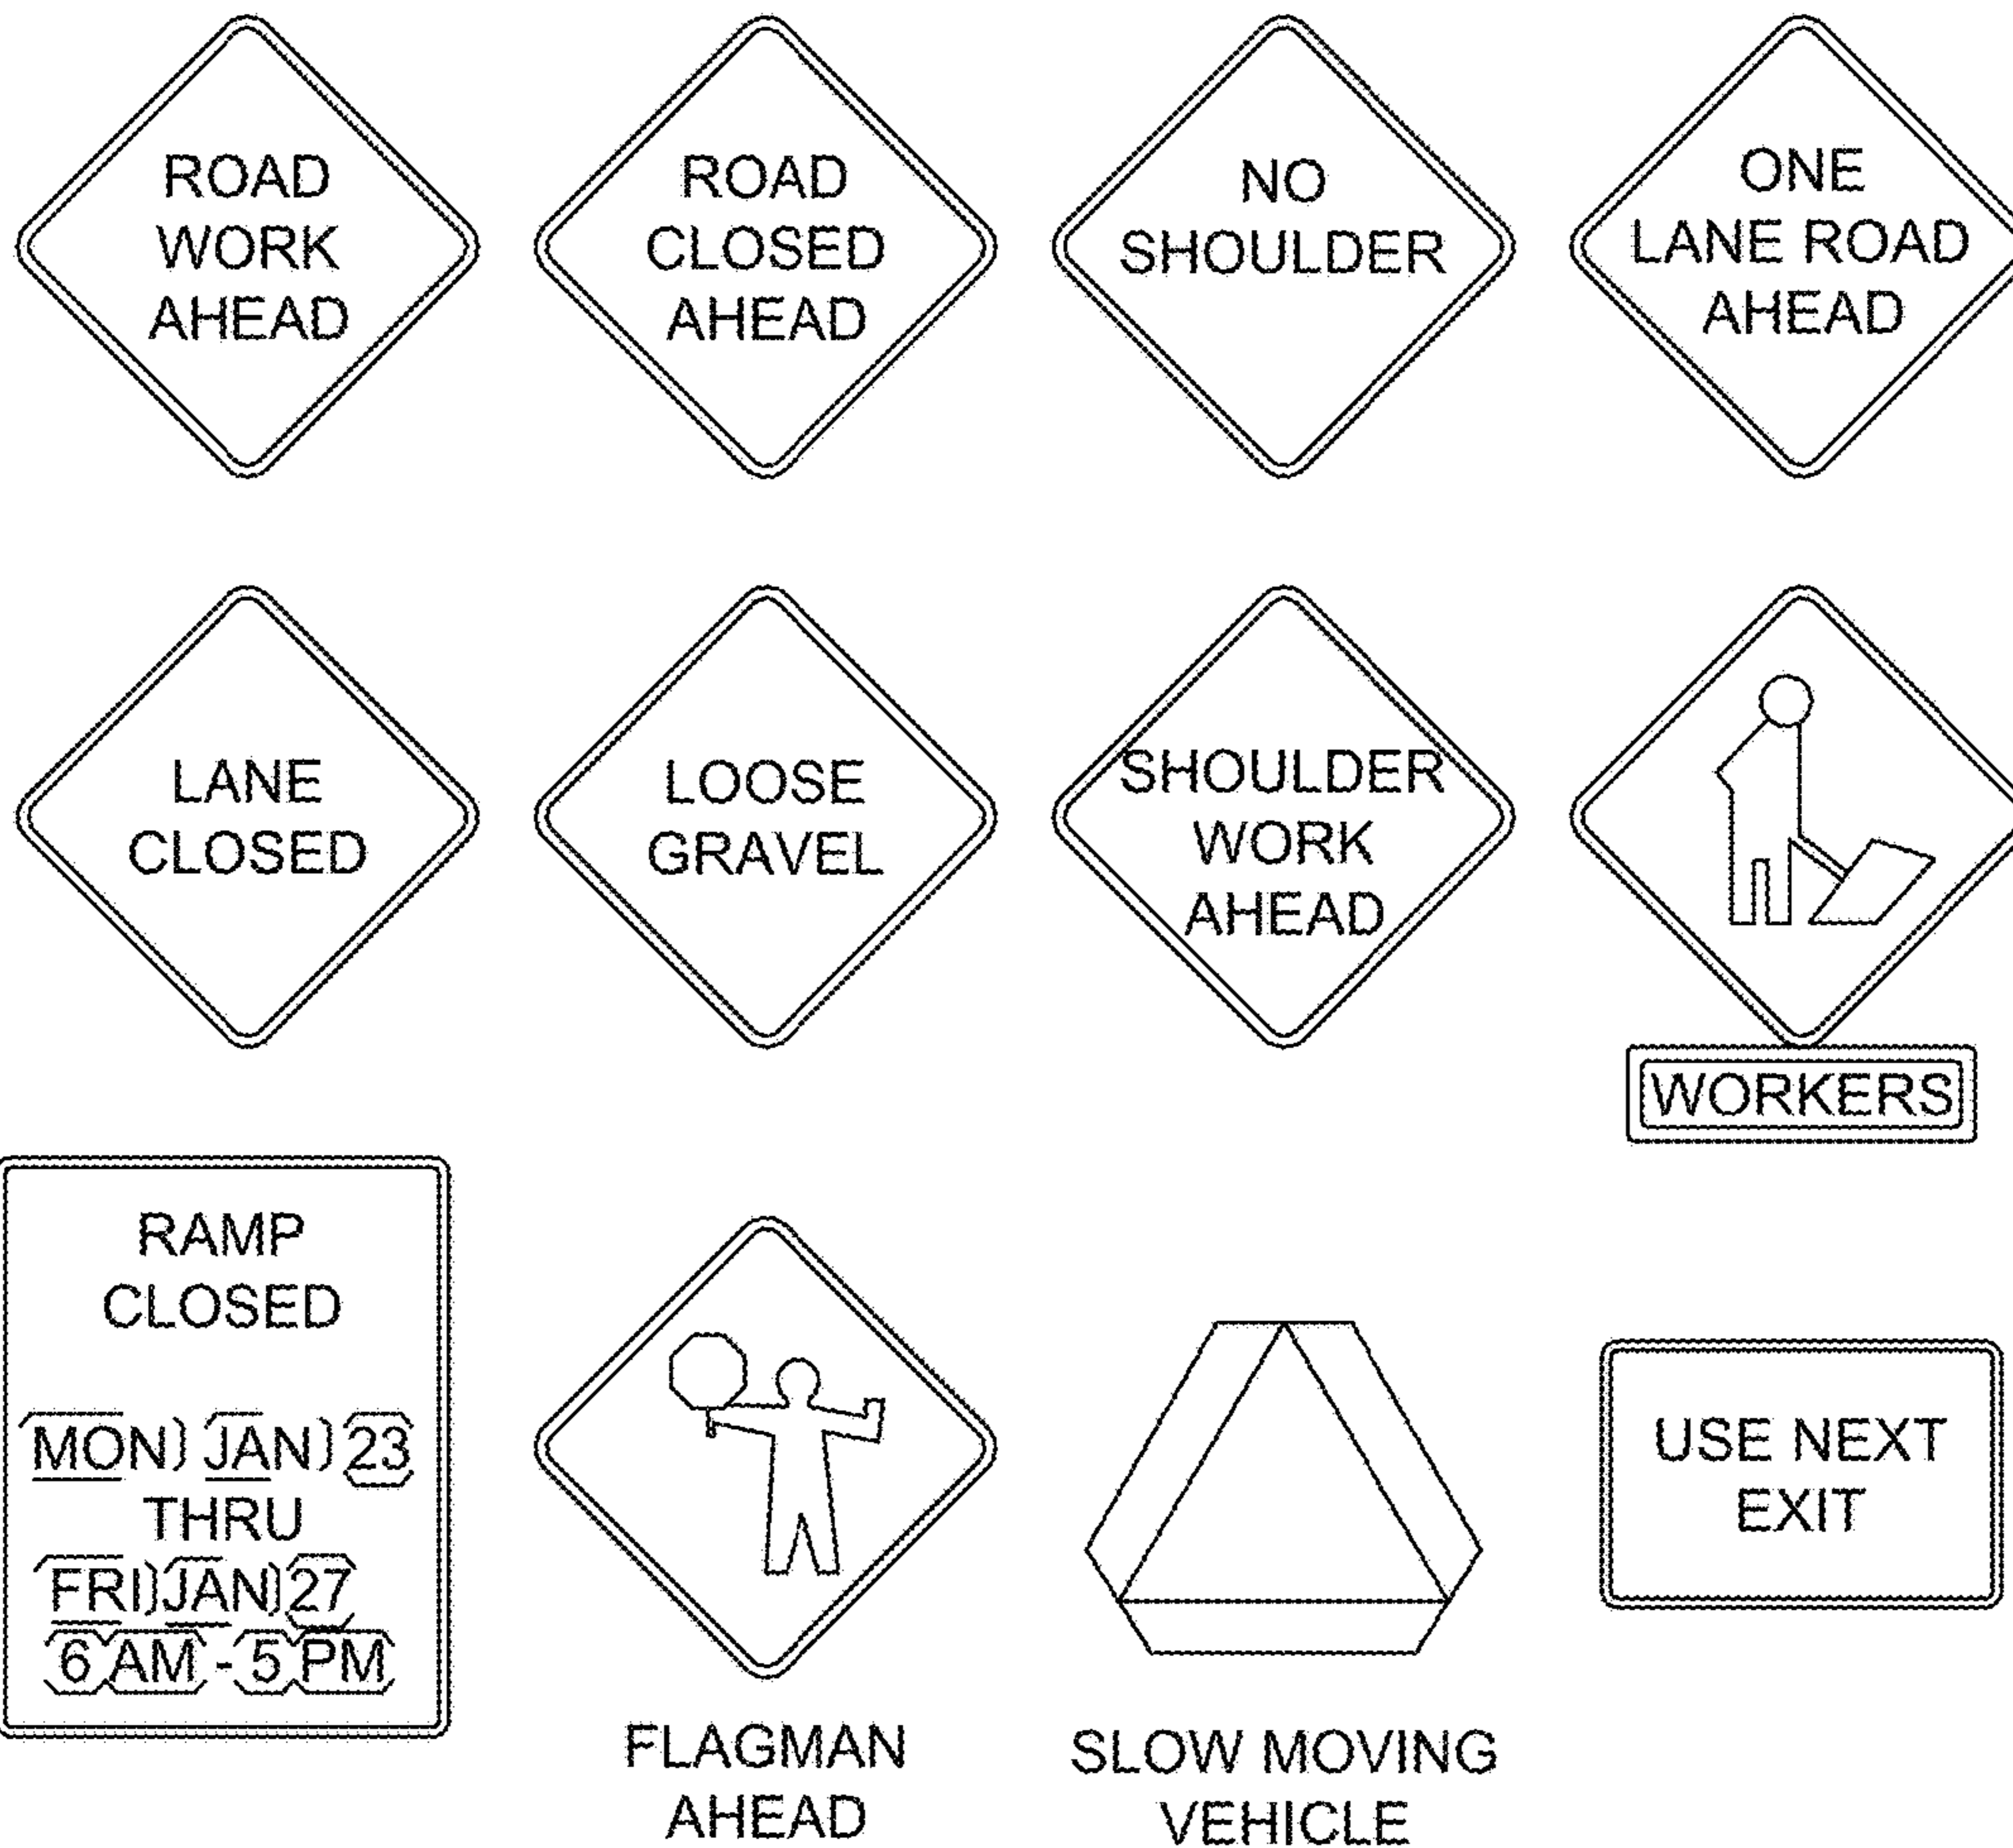 ROAD
WORK
AHEAD
ROAD
CLOSED
AHEAD
NO
SHOULDER
ONE
LANE ROAD
AHEAD
LANE
CLOSED
LOOSE
GRAVEL
SHOULDER
WORK
AHEAD
WORKERS
RAMP
CLOSED
MON) JAN) 23
THRU
FRI) JAN) 27
6 AM - 5 PM
FLAGMAN
AHEAD
SLOW MOVING
VEHICLE
USE NEXT
EXIT